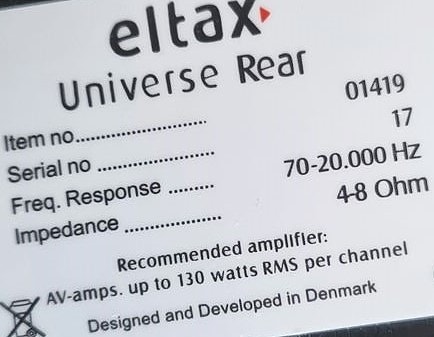 eltax
Universe Rear
Item no.................................... 01419
Serial no ................................. 17
Freq. Response ......... 70-20.000 Hz
Impedance ......................... 4-8 Ohm
Recommended amplifier:
AV-amps. up to 130 watts RMS per channel
Designed and Developed in Denmark